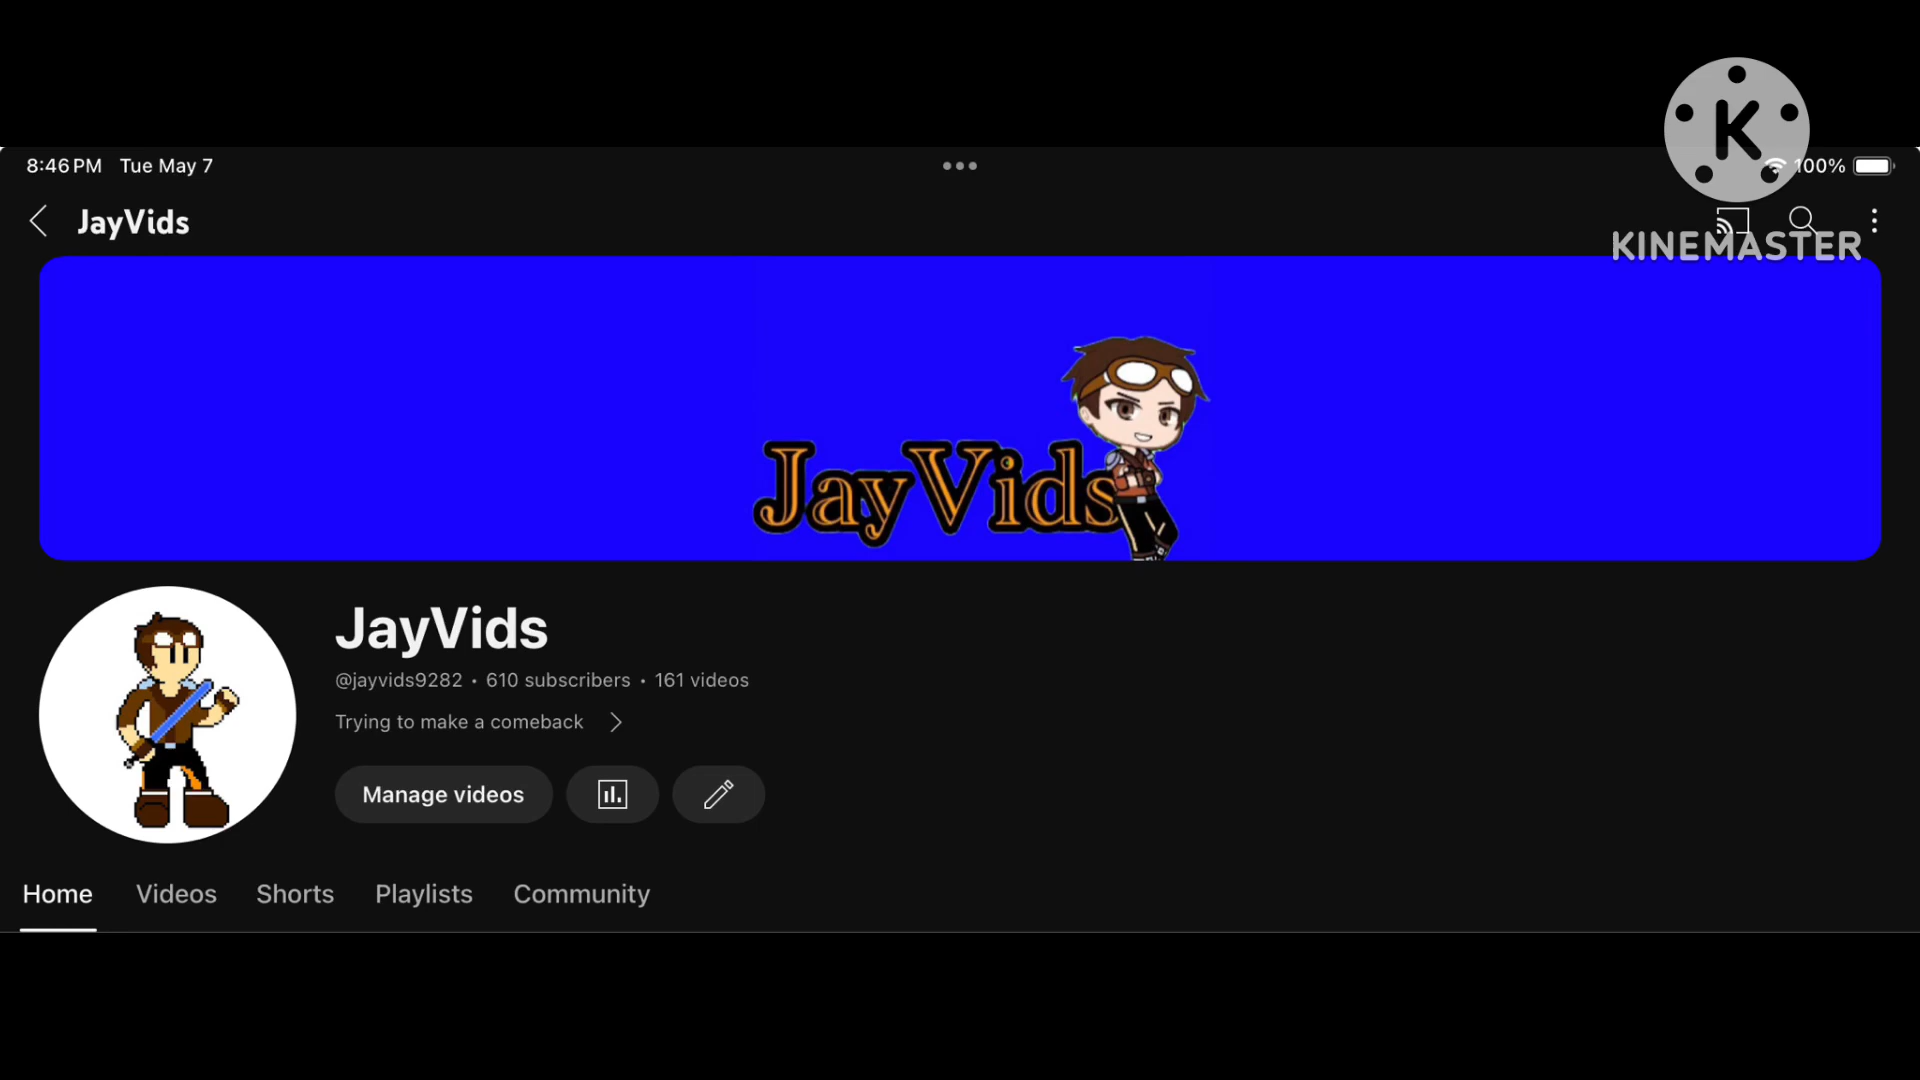 8:46 PM Tue May 7
100%
K
KINEMASTER
JayVids
JayVids
JayVids
@jayvids9282 • 610 subscribers • 161 videos
Trying to make a comeback
Manage videos
Home Videos Shorts Playlists Community